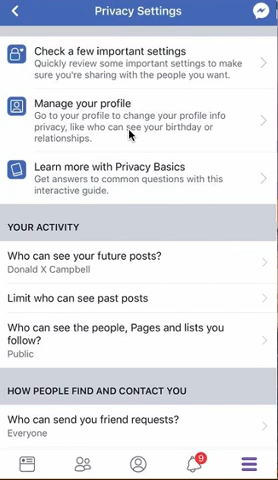 Privacy Settings
Check a few important settings
Quickly review some important settings to make
sure you're sharing with the people you want.
Manage your profile
Go to your profile to change your profile info
privacy, like who can see your birthday or
relationships.
Learn more with Privacy Basics
Get answers to common questions with this
interactive guide.
YOUR ACTIVITY
Who can see your future posts?
Donald X Campbell
Limit who can see past posts
Who can see the people, Pages and lists you
follow?
Public
HOW PEOPLE FIND AND CONTACT YOU
Who can send you friend requests?
Everyone
9